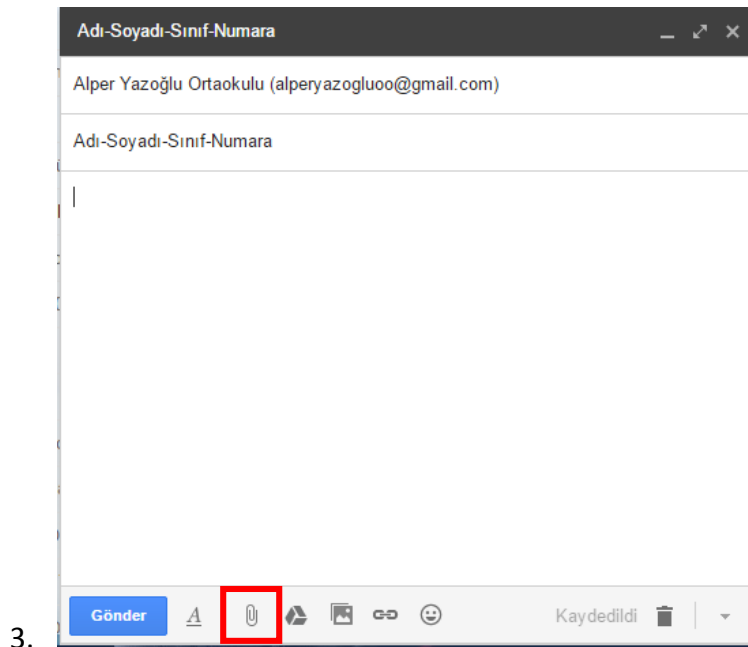 Adı-Soyadı-Sınıf-Numara
Alper Yazoğlu Ortaokulu (alperyazogluoo@gmail.com)
Adı-Soyadı-Sınıf-Numara
Gönder A Kaydedildi
3.